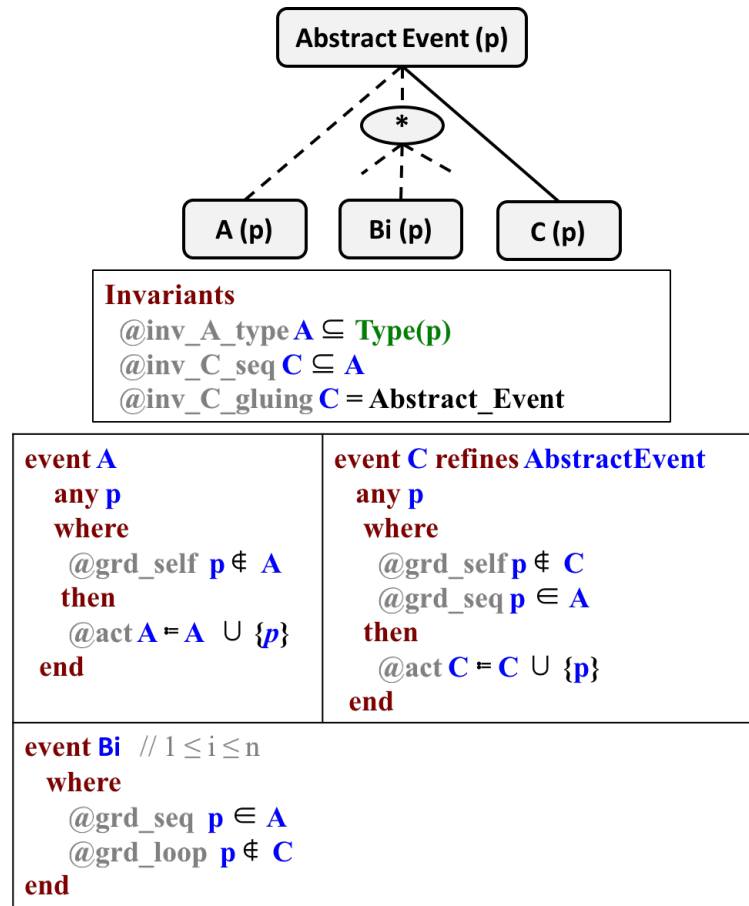 Abstract Event (p)
*
A (p)
Bi (p)
C (p)
Invariants
@inv_A_type A ⊆ Type(p)
@inv_C_seq C ⊆ A
@inv_C_gluing C = Abstract_Event
event A
any p
where
@grd_self p ∉ A
then
@act A ≔ A ∪ {p}
end
event C refines AbstractEvent
any p
where
@grd_self p ∉ C
@grd_seq p ∈ A
then
@act C ≔ C ∪ {p}
end
event Bi // 1 ≤ i ≤ n
where
@grd_seq p ∈ A
@grd_loop p ∉ C
end